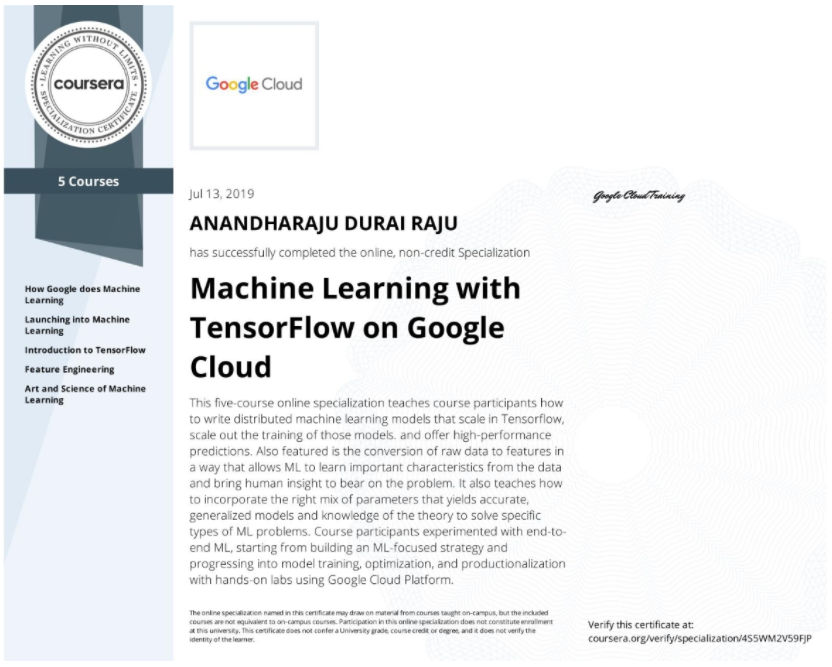 LEARNING WITHOUT LIMITS
coursera
SPECIALIZATION CERTIFICATE
5 Courses
How Google does Machine
Learning
Launching into Machine
Learning
Introduction to TensorFlow
Feature Engineering
Art and Science of Machine
Learning
Google Cloud
Jul 13, 2019
ANANDHARAJU DURAI RAJU
has successfully completed the online, non-credit Specialization
Machine Learning with
TensorFlow on Google
Cloud
This five-course online specialization teaches course participants how
to write distributed machine learning models that scale in Tensorflow,
scale out the training of those models. and offer high-performance
predictions. Also featured is the conversion of raw data to features in
a way that allows ML to learn important characteristics from the data
and bring human insight to bear on the problem. It also teaches how
to incorporate the right mix of parameters that yields accurate,
generalized models and knowledge of the theory to solve specific
types of ML problems. Course participants experimented with end-to-
end ML, starting from building an ML-focused strategy and
progressing into model training, optimization, and productionalization
with hands-on labs using Google Cloud Platform.
The online specialization named in this certificate may draw on material from courses taught on-campus, but the included
courses are not equivalent to on-campus courses. Participation in this online specialization does not constitute enrollment
at this university. This certificate does not confer a University grade, course credit or degree, and it does not verify the
identity of the learner.
Google Cloud Training
Verify this certificate at:
coursera.org/verify/specialization/4S5WM2V59FJP